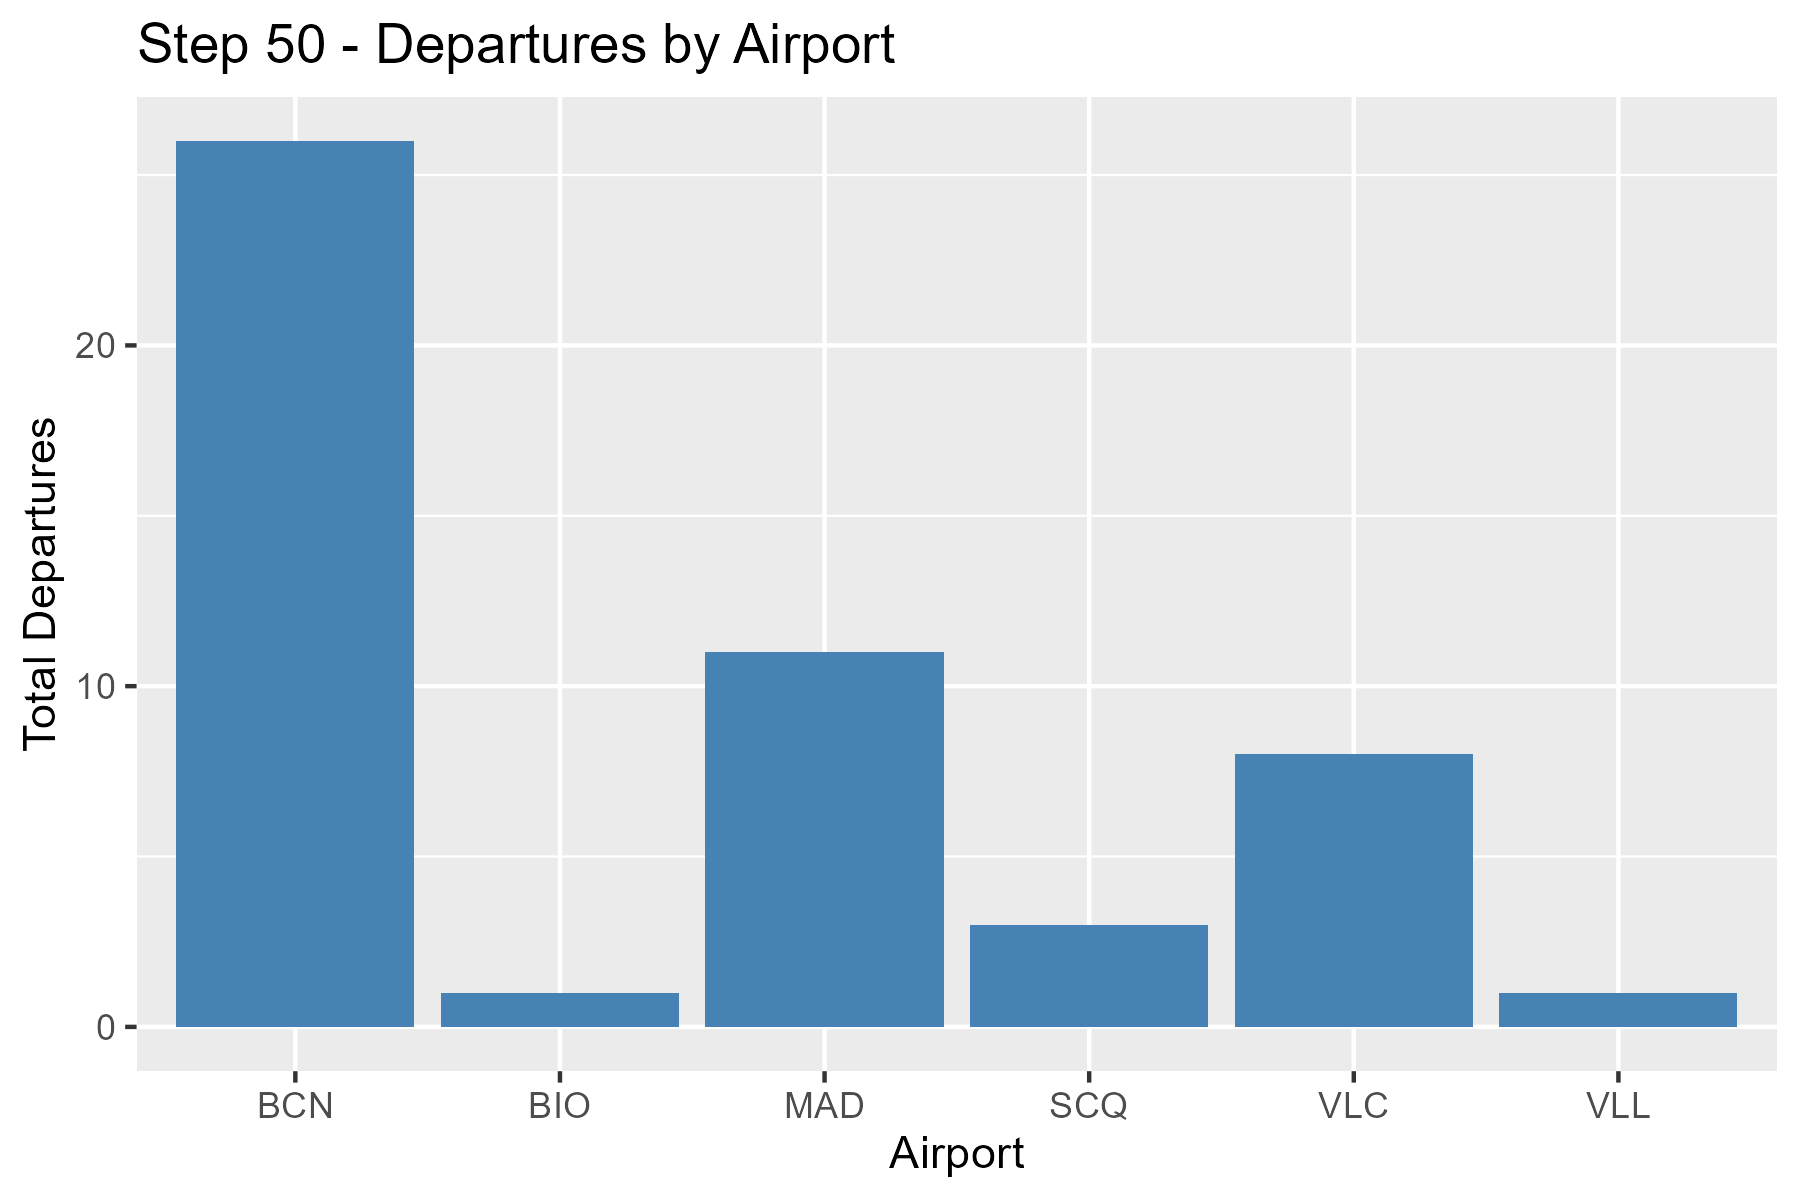 Step 50 - Departures by Airport
Total Departures
20
10
0
BCN BIO MAD SCQ VLC VLL
Airport